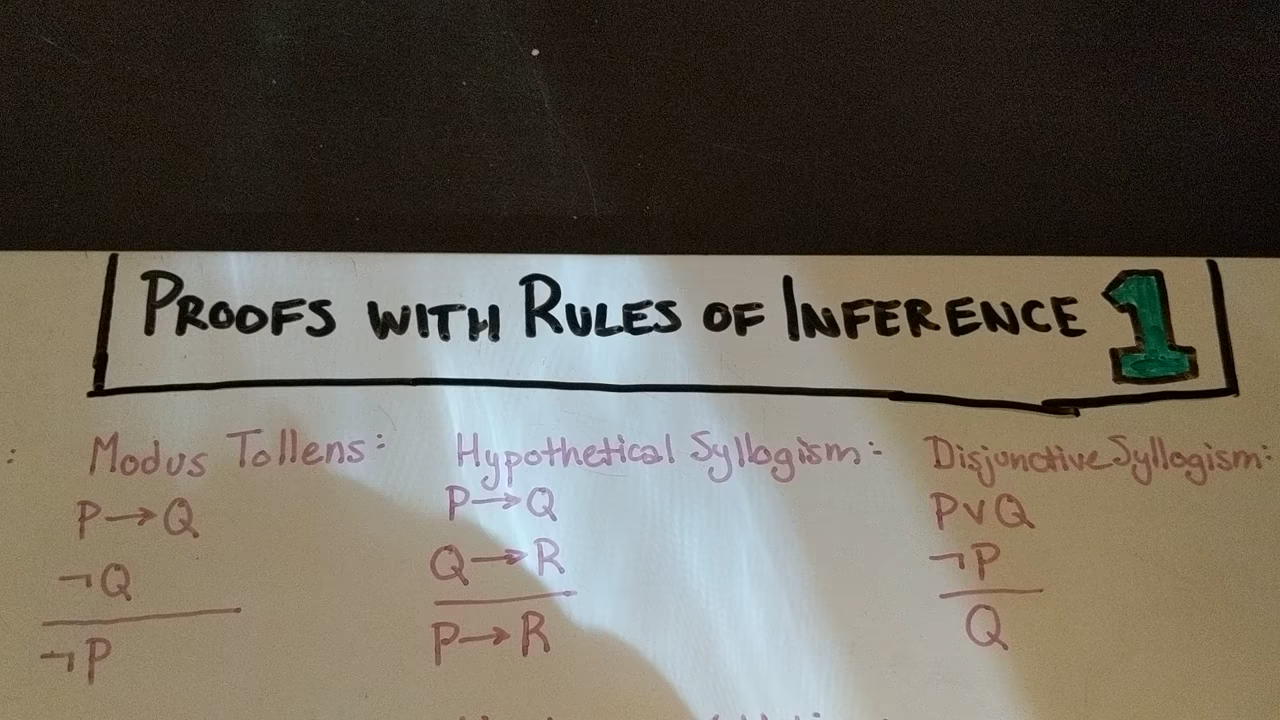 PROOFS WITH RULES OF INFERENCE 1
: Modus Tollens: Hypothetical Syllogism: Disjunctive Syllogism:
P→Q P→Q P∨Q
¬Q Q→R ¬P
¬P P→R Q